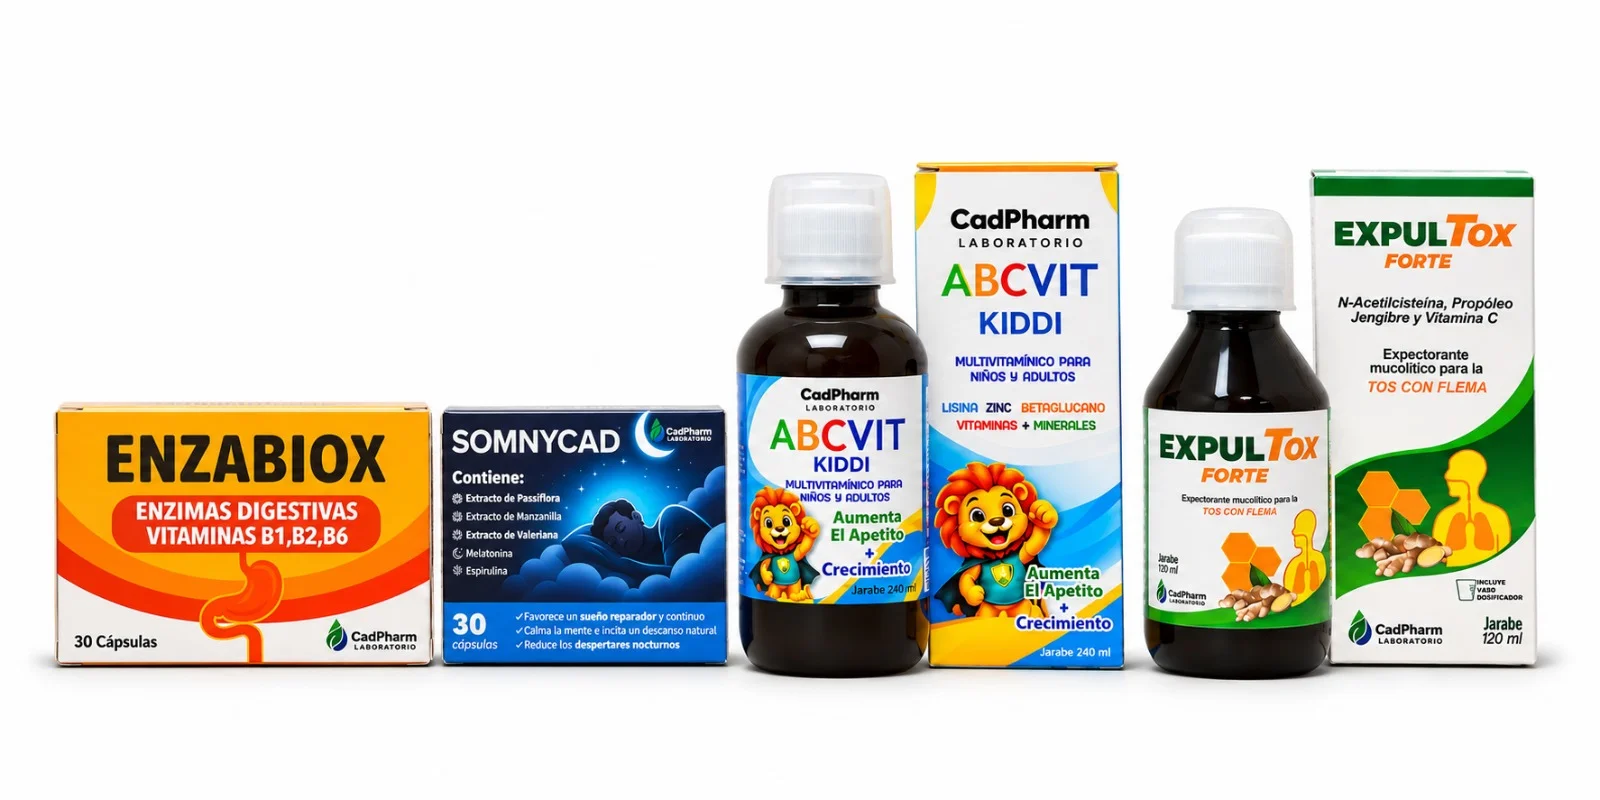 ENZABIOX
ENZIMAS DIGESTIVAS
VITAMINAS B1,B2,B6
30 Cápsulas
CadPharm
LABORATORIO
SOMNYCAD
CadPharm
LABORATORIO
Contiene:
Extracto de Passiflora
Extracto de Manzanilla
Extracto de Valeriana
Melatonina
Espirulina
30
cápsulas
✓Favorece un sueño reparador y continuo
✓Calma la mente e incita un descanso natural
✓Reduce los despertares nocturnos
CadPharm
LABORATORIO
ABCVIT
KIDDI
MULTIVITAMÍNICO PARA
NIÑOS Y ADULTOS
Aumenta
El Apetito
+
Crecimiento
Jarabe 240 ml
CadPharm
LABORATORIO
ABCVIT
KIDDI
MULTIVITAMÍNICO PARA
NIÑOS Y ADULTOS
LISINA ZINC BETAGLUCANO
VITAMINAS + MINERALES
Aumenta
El Apetito
+
Crecimiento
Jarabe 240 ml
EXPULTOX
FORTE
Expectorante mucolítico para la
TOS CON FLEMA
Jarabe
120 ml
CadPharm
LABORATORIO
EXPULTOX
FORTE
N-Acetilcisteína, Propóleo
Jengibre y Vitamina C
Expectorante
mucolítico para la
TOS CON FLEMA
INCLUYE
VASO
DOSIFICADOR
CadPharm
LABORATORIO
Jarabe
120 ml